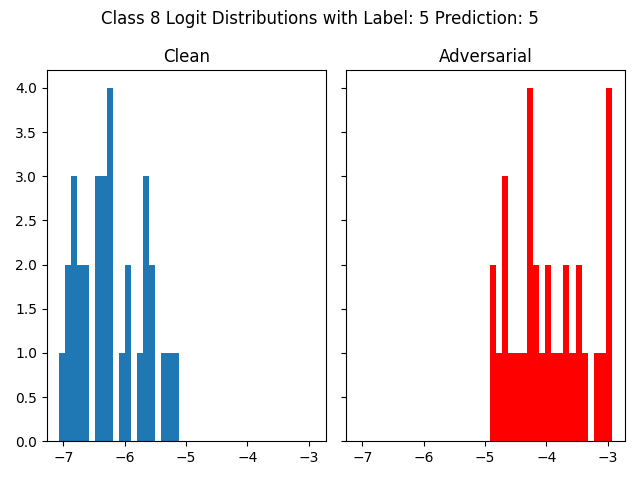 Class 8 Logit Distributions with Label: 5 Prediction: 5
Clean
Adversarial
4.0
3.5
3.0
2.5
2.0
1.5
1.0
0.5
0.0
−7 −6 −5 −4 −3
−7 −6 −5 −4 −3